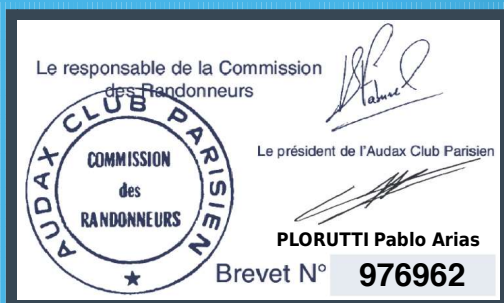 Le responsable de la Commission
des Randonneurs
AUDAX CLUB PARISIEN
COMMISSION
des
RANDONNEURS
Le président de l'Audax Club Parisien
PLORUTTI Pablo Arias
Brevet N° 976962